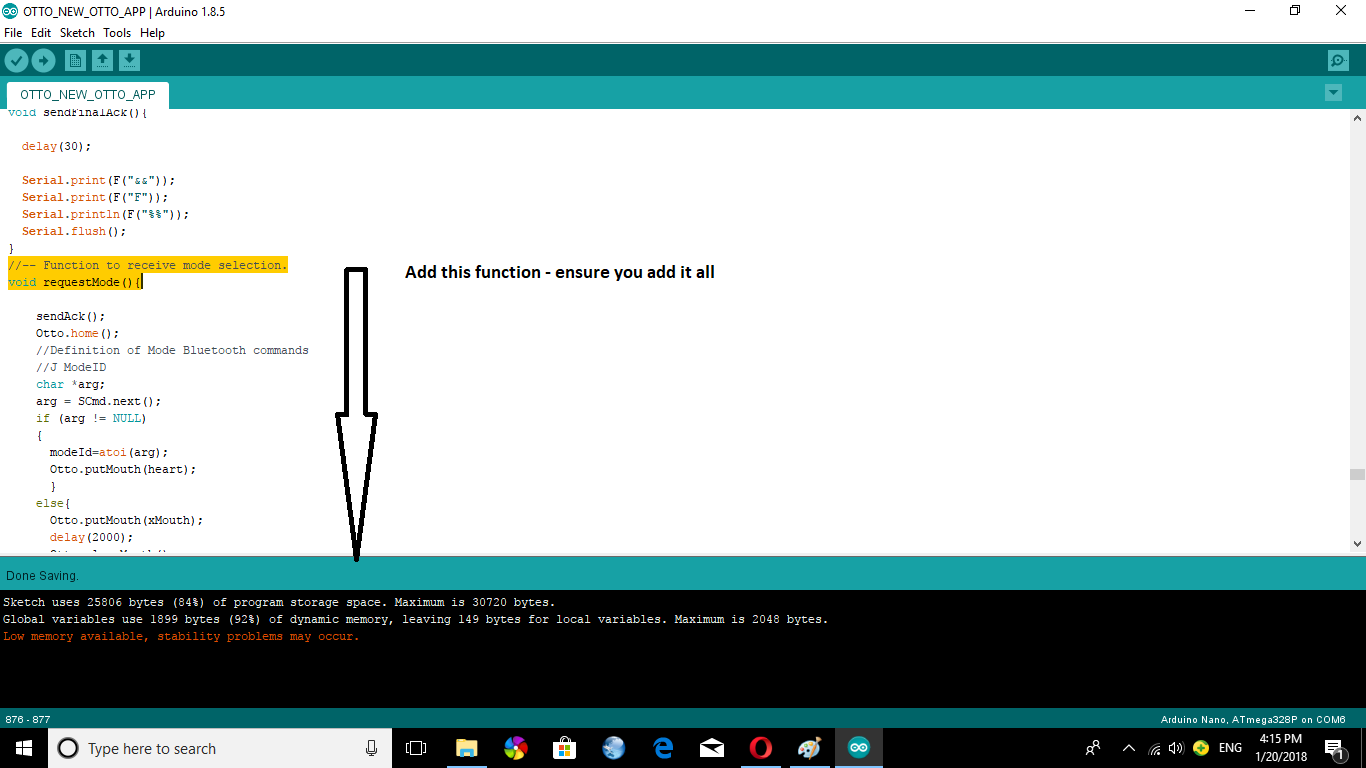 OTTO_NEW_OTTO_APP | Arduino 1.8.5
File Edit Sketch Tools Help
OTTO_NEW_OTTO_APP
void sendFinalAck(){
delay(30);
Serial.print(F("&&"));
Serial.print(F("F"));
Serial.println(F("%%"));
Serial.flush();
}
//-- Function to receive mode selection.
void requestMode(){
Add this function - ensure you add it all
sendAck();
Otto.home();
//Definition of Mode Bluetooth commands
//J ModeID
char *arg;
arg = SCmd.next();
if (arg != NULL)
{
modeId=atoi(arg);
Otto.putMouth(heart);
}
else{
Otto.putMouth(xMouth);
delay(2000);
Done Saving.
Sketch uses 25806 bytes (84%) of program storage space. Maximum is 30720 bytes.
Global variables use 1899 bytes (92%) of dynamic memory, leaving 149 bytes for local variables. Maximum is 2048 bytes.
Low memory available, stability problems may occur.
876 - 877
Arduino Nano, ATmega328P on COM6
Type here to search
ENG
4:15 PM
1/20/2018
1